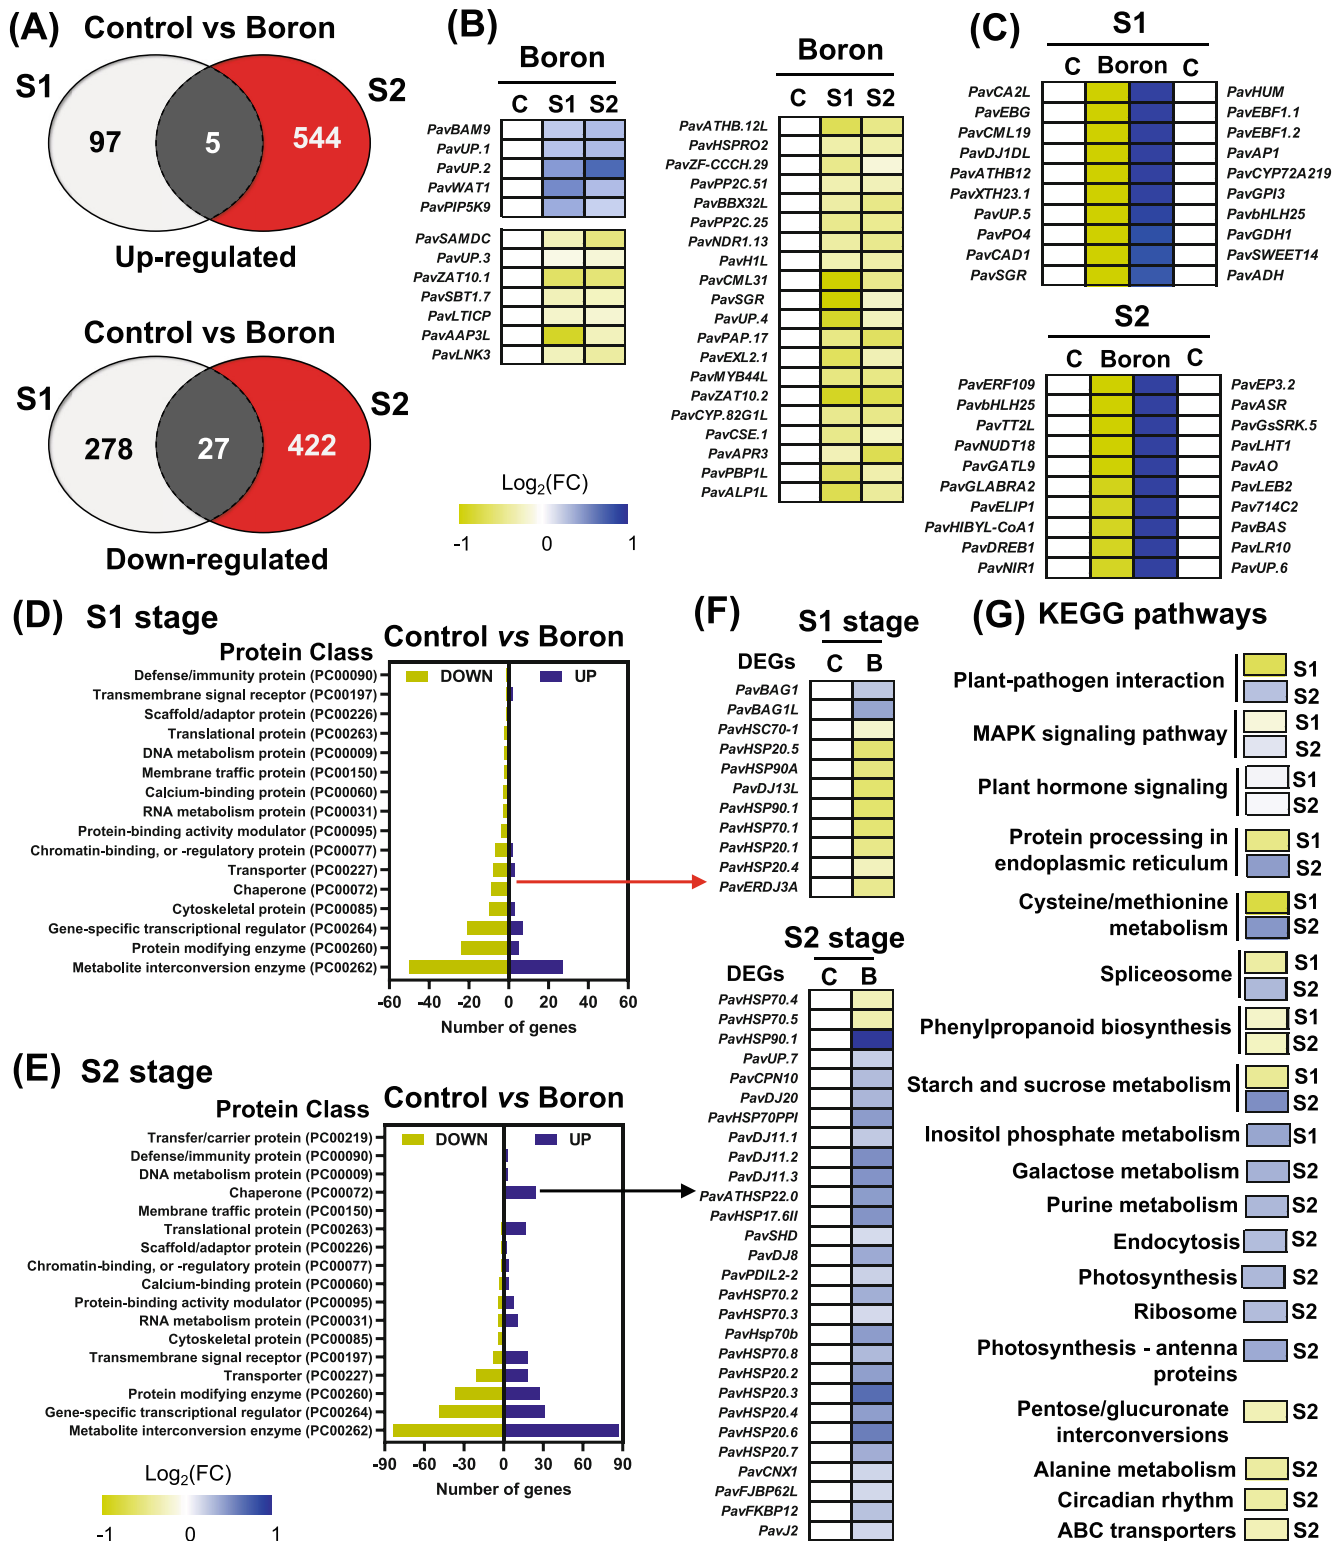 (A)
Control vs Boron
S1
S2
97
5
544
Up-regulated
Control vs Boron
S1
S2
278
27
422
Down-regulated
(B)
Boron
C S1 S2
PavBAM9
PavUP.1
PavUP.2
PavWAT1
PavPIP5K9
PavSAMDC
PavUP.3
PavZAT10.1
PavSBT1.7
PavLTICP
PavAAP3L
PavLNK3
Log2(FC)
-1 0 1
Boron
C S1 S2
PavATHB.12L
PavHSPRO2
PavZF-CCCH.29
PavPP2C.51
PavBBX32L
PavPP2C.25
PavNDR1.13
PavH1L
PavCML31
PavSGR
PavUP.4
PavPAP.17
PavEXL2.1
PavMYB44L
PavZAT10.2
PavCYP.82G1L
PavCSE.1
PavAPR3
PavPBP1L
PavALP1L
(C)
S1
C Boron C
PavCA2L PavHUM
PavEBG PavEBF1.1
PavCML19 PavEBF1.2
PavDJ1DL PavAP1
PavATHB12 PavCYP72A219
PavXTH23.1 PavGPI3
PavUP.5 PavbHLH25
PavPO4 PavGDH1
PavCAD1 PavSWEET14
PavSGR PavADH
S2
C Boron C
PavERF109 PavEP3.2
PavbHLH25 PavASR
PavTT2L PavGsSRK.5
PavNUDT18 PavLHT1
PavGATL9 PavAO
PavGLABRA2 PavLEB2
PavELIP1 Pav714C2
PavHIBYL-CoA1 PavBAS
PavDREB1 PavLR10
PavNIR1 PavUP.6
(D) S1 stage
Protein Class
Control vs Boron
DOWN UP
Defense/immunity protein (PC00090)
Transmembrane signal receptor (PC00197)
Scaffold/adaptor protein (PC00226)
Translational protein (PC00263)
DNA metabolism protein (PC00009)
Membrane traffic protein (PC00150)
Calcium-binding protein (PC00060)
RNA metabolism protein (PC00031)
Protein-binding activity modulator (PC00095)
Chromatin-binding, or -regulatory protein (PC00077)
Transporter (PC00227)
Chaperone (PC00072)
Cytoskeletal protein (PC00085)
Gene-specific transcriptional regulator (PC00264)
Protein modifying enzyme (PC00260)
Metabolite interconversion enzyme (PC00262)
-60 -40 -20 0 20 40 60
Number of genes
(E) S2 stage
Protein Class
Control vs Boron
DOWN UP
Transfer/carrier protein (PC00219)
Defense/immunity protein (PC00090)
DNA metabolism protein (PC00009)
Chaperone (PC00072)
Membrane traffic protein (PC00150)
Translational protein (PC00263)
Scaffold/adaptor protein (PC00226)
Chromatin-binding, or -regulatory protein (PC00077)
Calcium-binding protein (PC00060)
Protein-binding activity modulator (PC00095)
RNA metabolism protein (PC00031)
Cytoskeletal protein (PC00085)
Transmembrane signal receptor (PC00197)
Transporter (PC00227)
Protein modifying enzyme (PC00260)
Gene-specific transcriptional regulator (PC00264)
Metabolite interconversion enzyme (PC00262)
-90 -60 -30 0 30 60 90
Number of genes
Log2(FC)
-1 0 1
(F)
S1 stage
DEGs C B
PavBAG1
PavBAG1L
PavHSC70-1
PavHSP20.5
PavHSP90A
PavDJ13L
PavHSP90.1
PavHSP70.1
PavHSP20.1
PavHSP20.4
PavERDJ3A
S2 stage
DEGs C B
PavHSP70.4
PavHSP70.5
PavHSP90.1
PavUP.7
PavCPN10
PavDJ20
PavHSP70PPI
PavDJ11.1
PavDJ11.2
PavDJ11.3
PavATHSP22.0
PavHSP17.6II
PavSHD
PavDJ8
PavPDIL2-2
PavHSP70.2
PavHSP70.3
PavHsp70b
PavHSP70.8
PavHSP20.2
PavHSP20.3
PavHSP20.4
PavHSP20.6
PavHSP20.7
PavCNX1
PavFJBP62L
PavFKBP12
PavJ2
(G) KEGG pathways
Plant-pathogen interaction S1
S2
MAPK signaling pathway S1
S2
Plant hormone signaling S1
S2
Protein processing in S1
endoplasmic reticulum S2
Cysteine/methionine S1
metabolism S2
Spliceosome S1
S2
Phenylpropanoid biosynthesis S1
S2
Starch and sucrose metabolism S1
S2
Inositol phosphate metabolism S1
Galactose metabolism S2
Purine metabolism S2
Endocytosis S2
Photosynthesis S2
Ribosome S2
Photosynthesis - antenna S2
proteins
Pentose/glucuronate S2
interconversions
Alanine metabolism S2
Circadian rhythm S2
ABC transporters S2